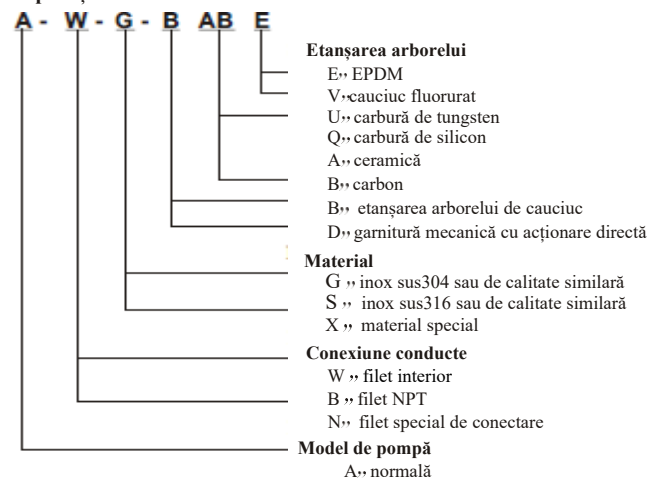 A - W - G - B AB E
Etanșarea arborelui
E,, EPDM
V,,cauciuc fluorurat
U,, carbură de tungsten
Q,, carbură de silicon
A,, ceramică
B,, carbon
B,, etanșarea arborelui de cauciuc
D,, garnitură mecanică cu acționare directă
Material
G ,, inox sus304 sau de calitate similară
S ,, inox sus316 sau de calitate similară
X ,, material special
Conexiune conducte
W ,, filet interior
B ,, filet NPT
N,, filet special de conectare
Model de pompă
A,, normală